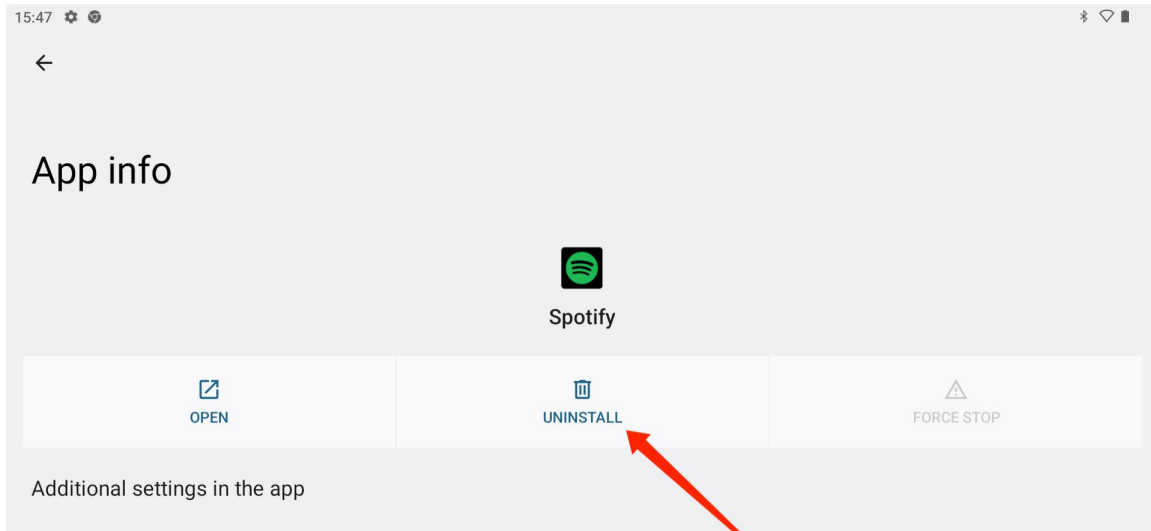 15:47
App info
Spotify
OPEN
UNINSTALL
FORCE STOP
Additional settings in the app